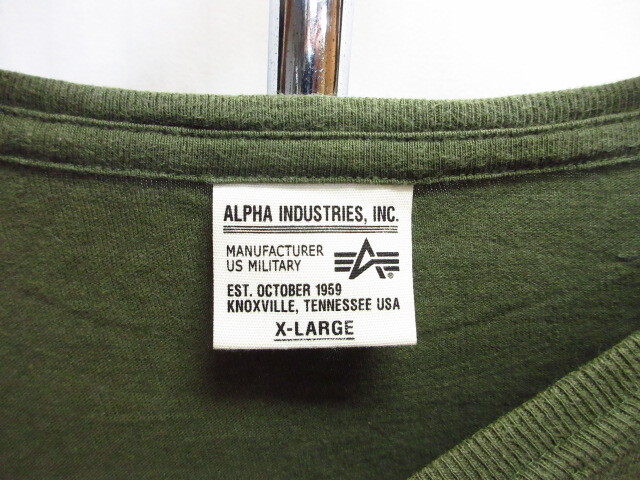 ALPHA INDUSTRIES, INC.
MANUFACTURER
US MILITARY
A®
EST. OCTOBER 1959
KNOXVILLE, TENNESSEE USA
X-LARGE